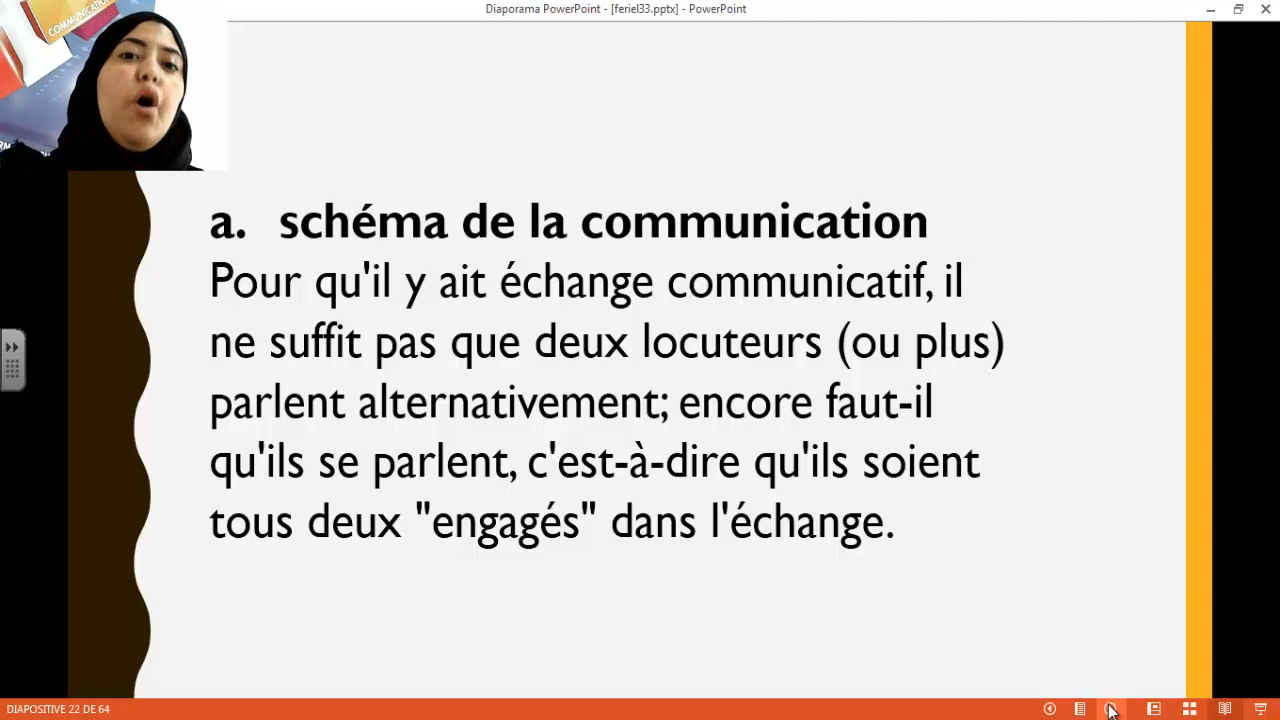 Diaporama PowerPoint - [feriel33.pptx] - PowerPoint
COMMUNICATION
a. schéma de la communication
Pour qu'il y ait échange communicatif, il
ne suffit pas que deux locuteurs (ou plus)
parlent alternativement; encore faut-il
qu'ils se parlent, c'est-à-dire qu'ils soient
tous deux "engagés" dans l'échange.
DIAPOSITIVE 22 DE 64